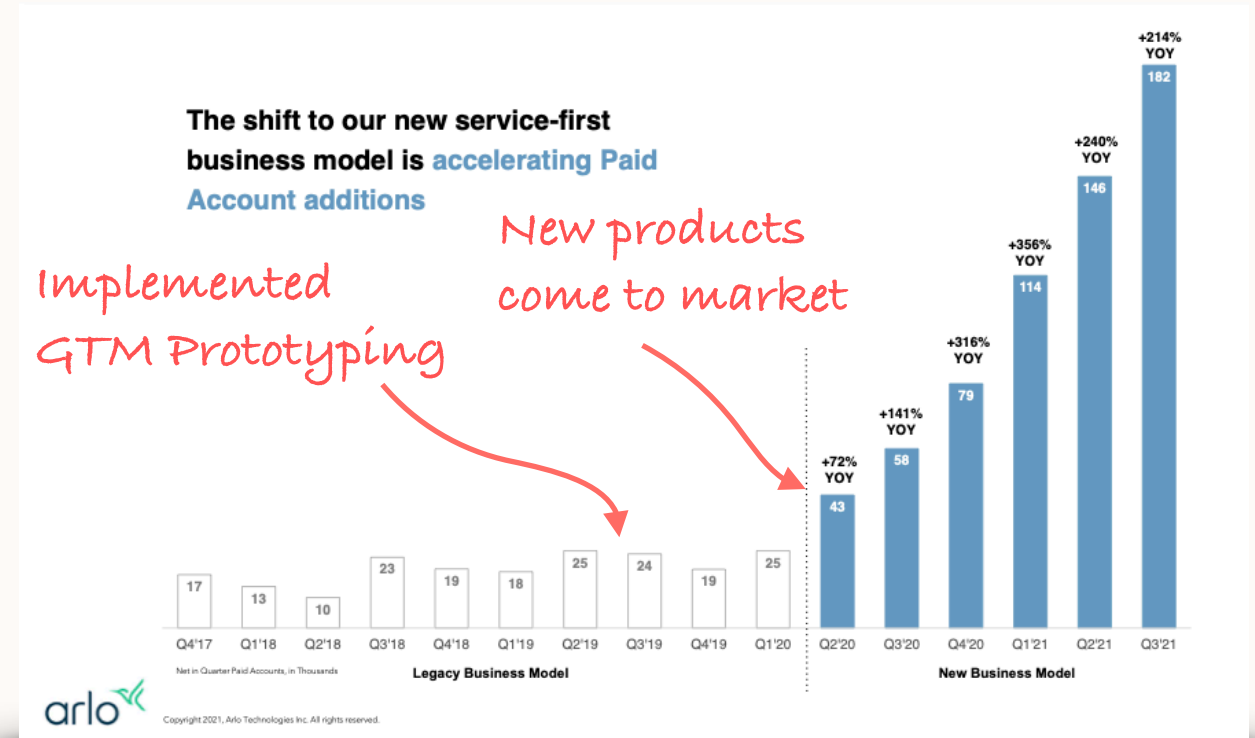 The shift to our new service-first
business model is accelerating Paid
Account additions
Implemented
GTM Prototyping
New products
come to market
+72%
YOY
+141%
YOY
+316%
YOY
+356%
YOY
+240%
YOY
+214%
YOY
17
13
10
23
19
18
25
24
19
25
43
58
79
114
146
182
Q4'17 Q1'18 Q2'18 Q3'18 Q4'18 Q1'19 Q2'19 Q3'19 Q4'19 Q1'20 Q2'20 Q3'20 Q4'20 Q1'21 Q2'21 Q3'21
Net in Quarter Paid Accounts, in Thousands
Legacy Business Model
New Business Model
arlo
Copyright 2021, Arlo Technologies Inc. All rights reserved.